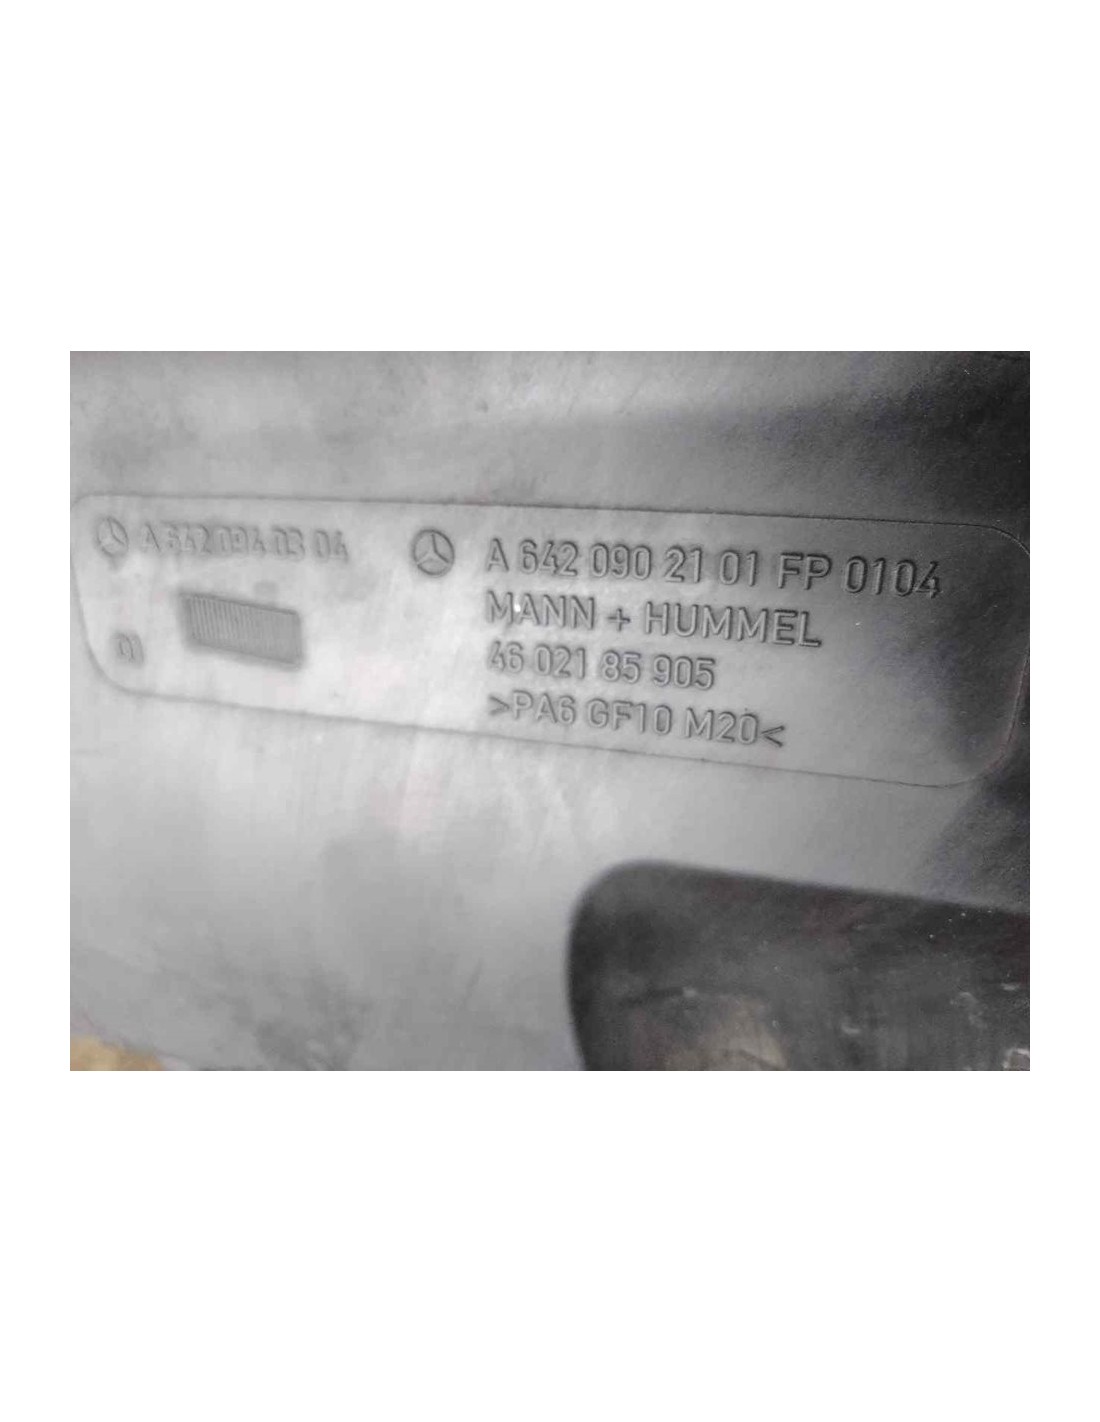 A 642 094 03 04
01
A 642 090 21 01 FP 0104
MANN + HUMMEL
46 021 85 905
>PA6 GF10 M20<